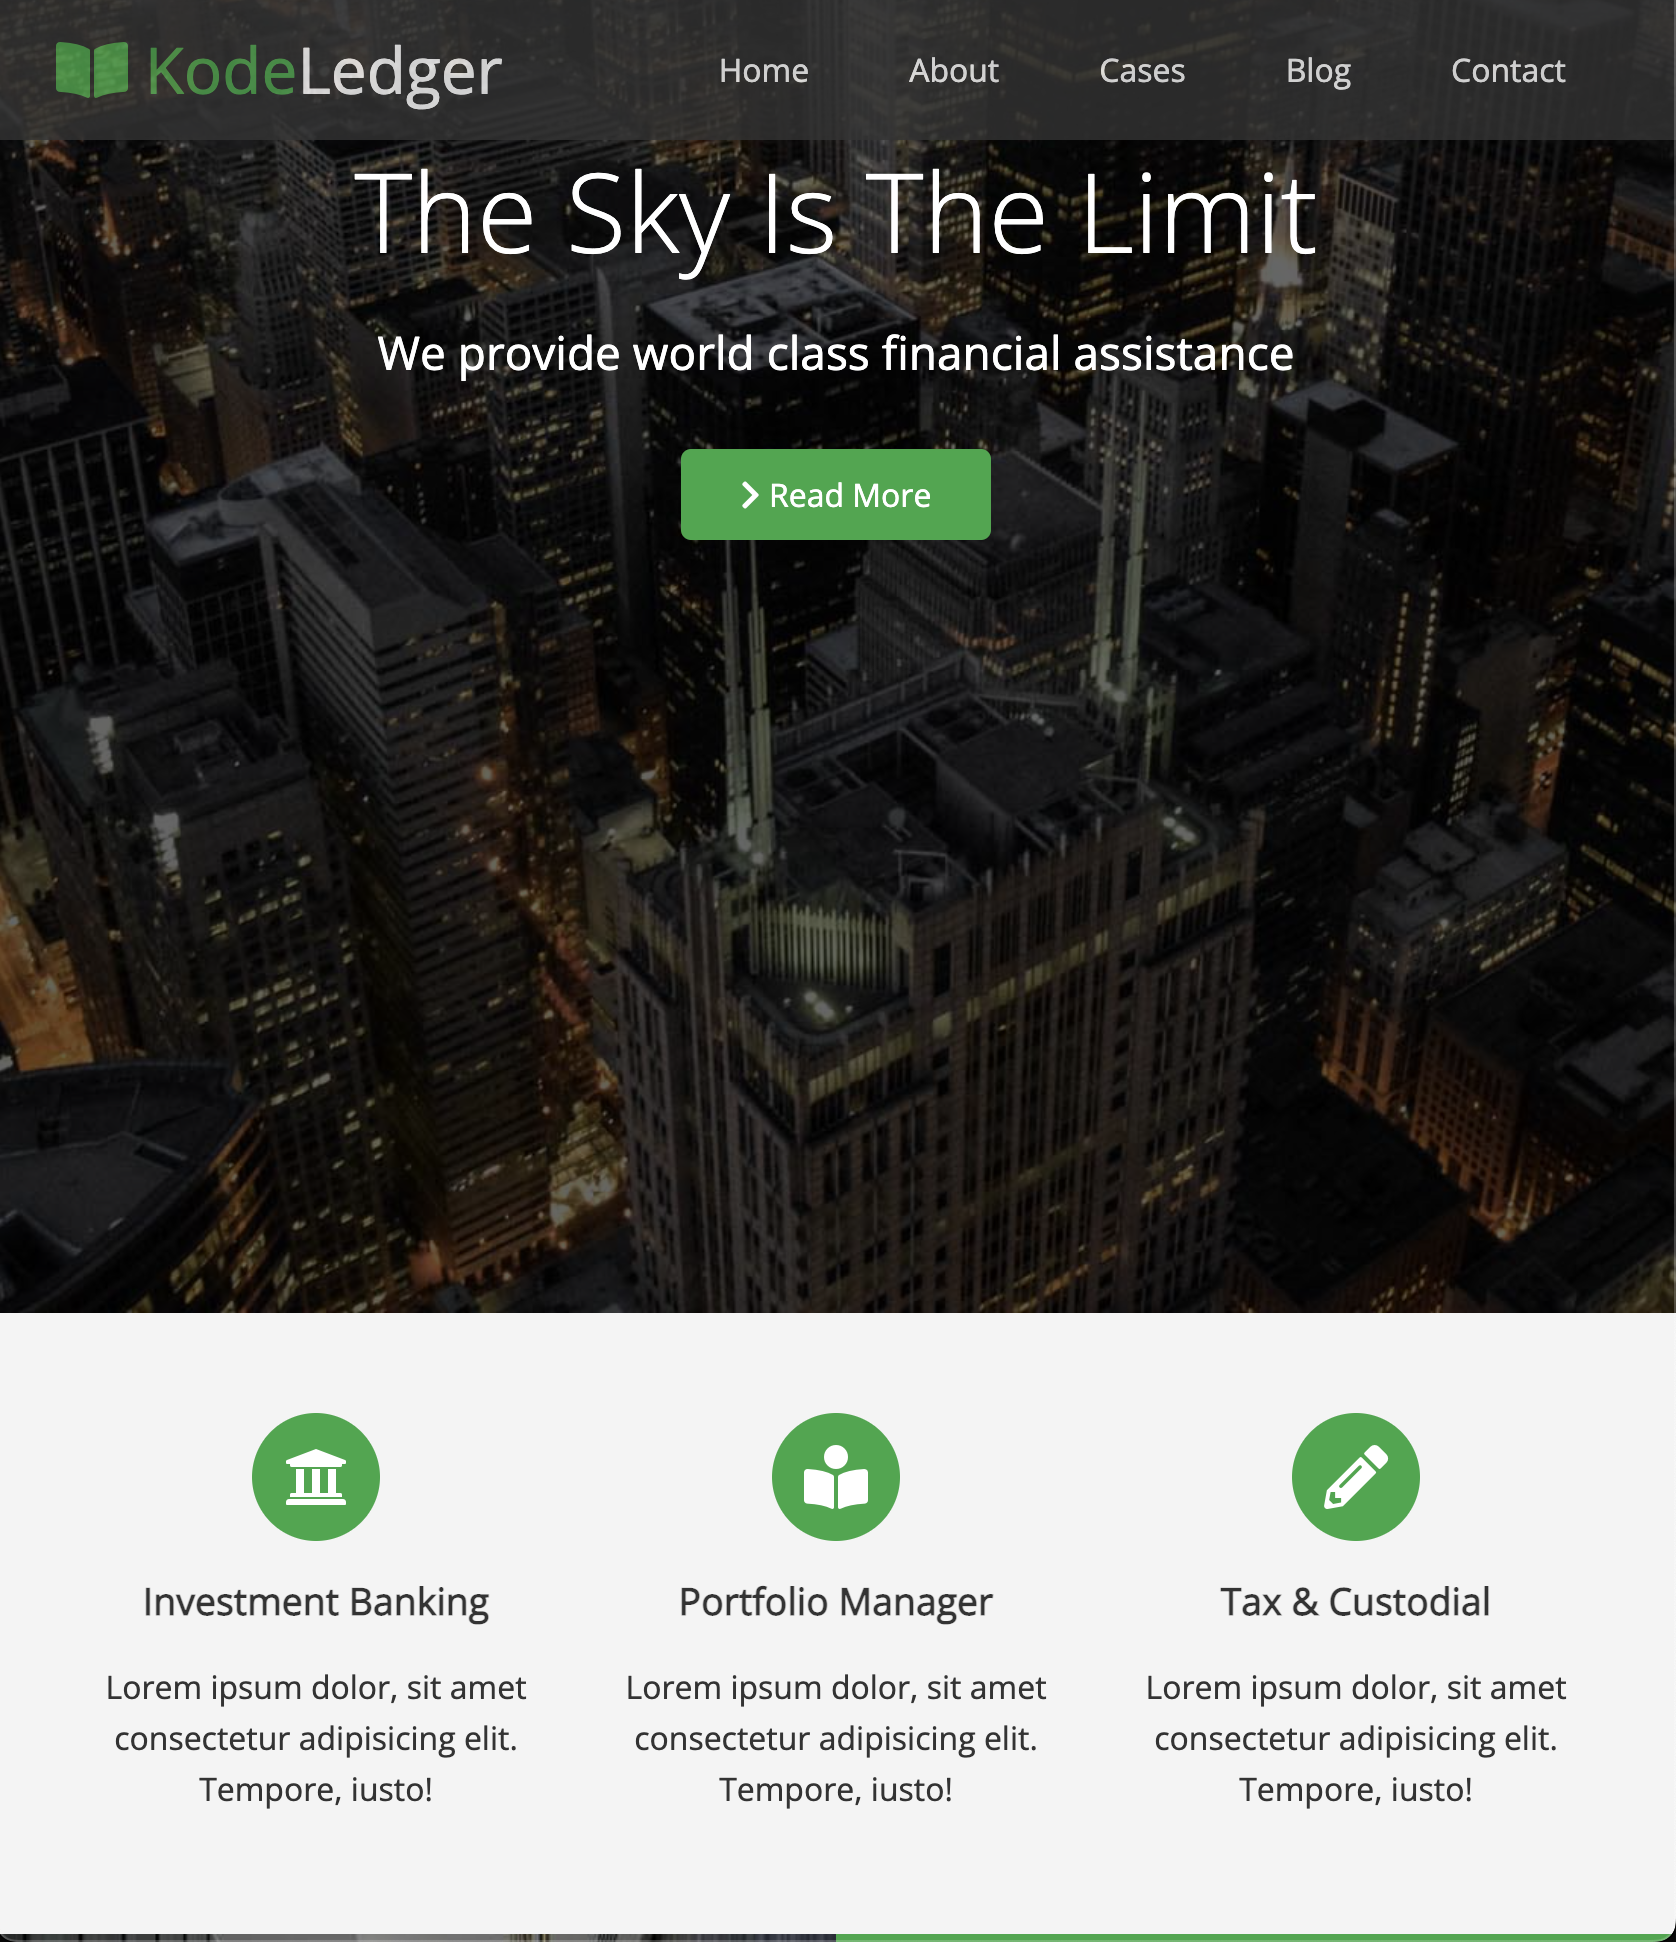 KodeLedger
Home About Cases Blog Contact
The Sky Is The Limit
We provide world class financial assistance
Read More
Investment Banking
Lorem ipsum dolor, sit amet
consectetur adipisicing elit.
Tempore, iusto!
Portfolio Manager
Lorem ipsum dolor, sit amet
consectetur adipisicing elit.
Tempore, iusto!
Tax & Custodial
Lorem ipsum dolor, sit amet
consectetur adipisicing elit.
Tempore, iusto!